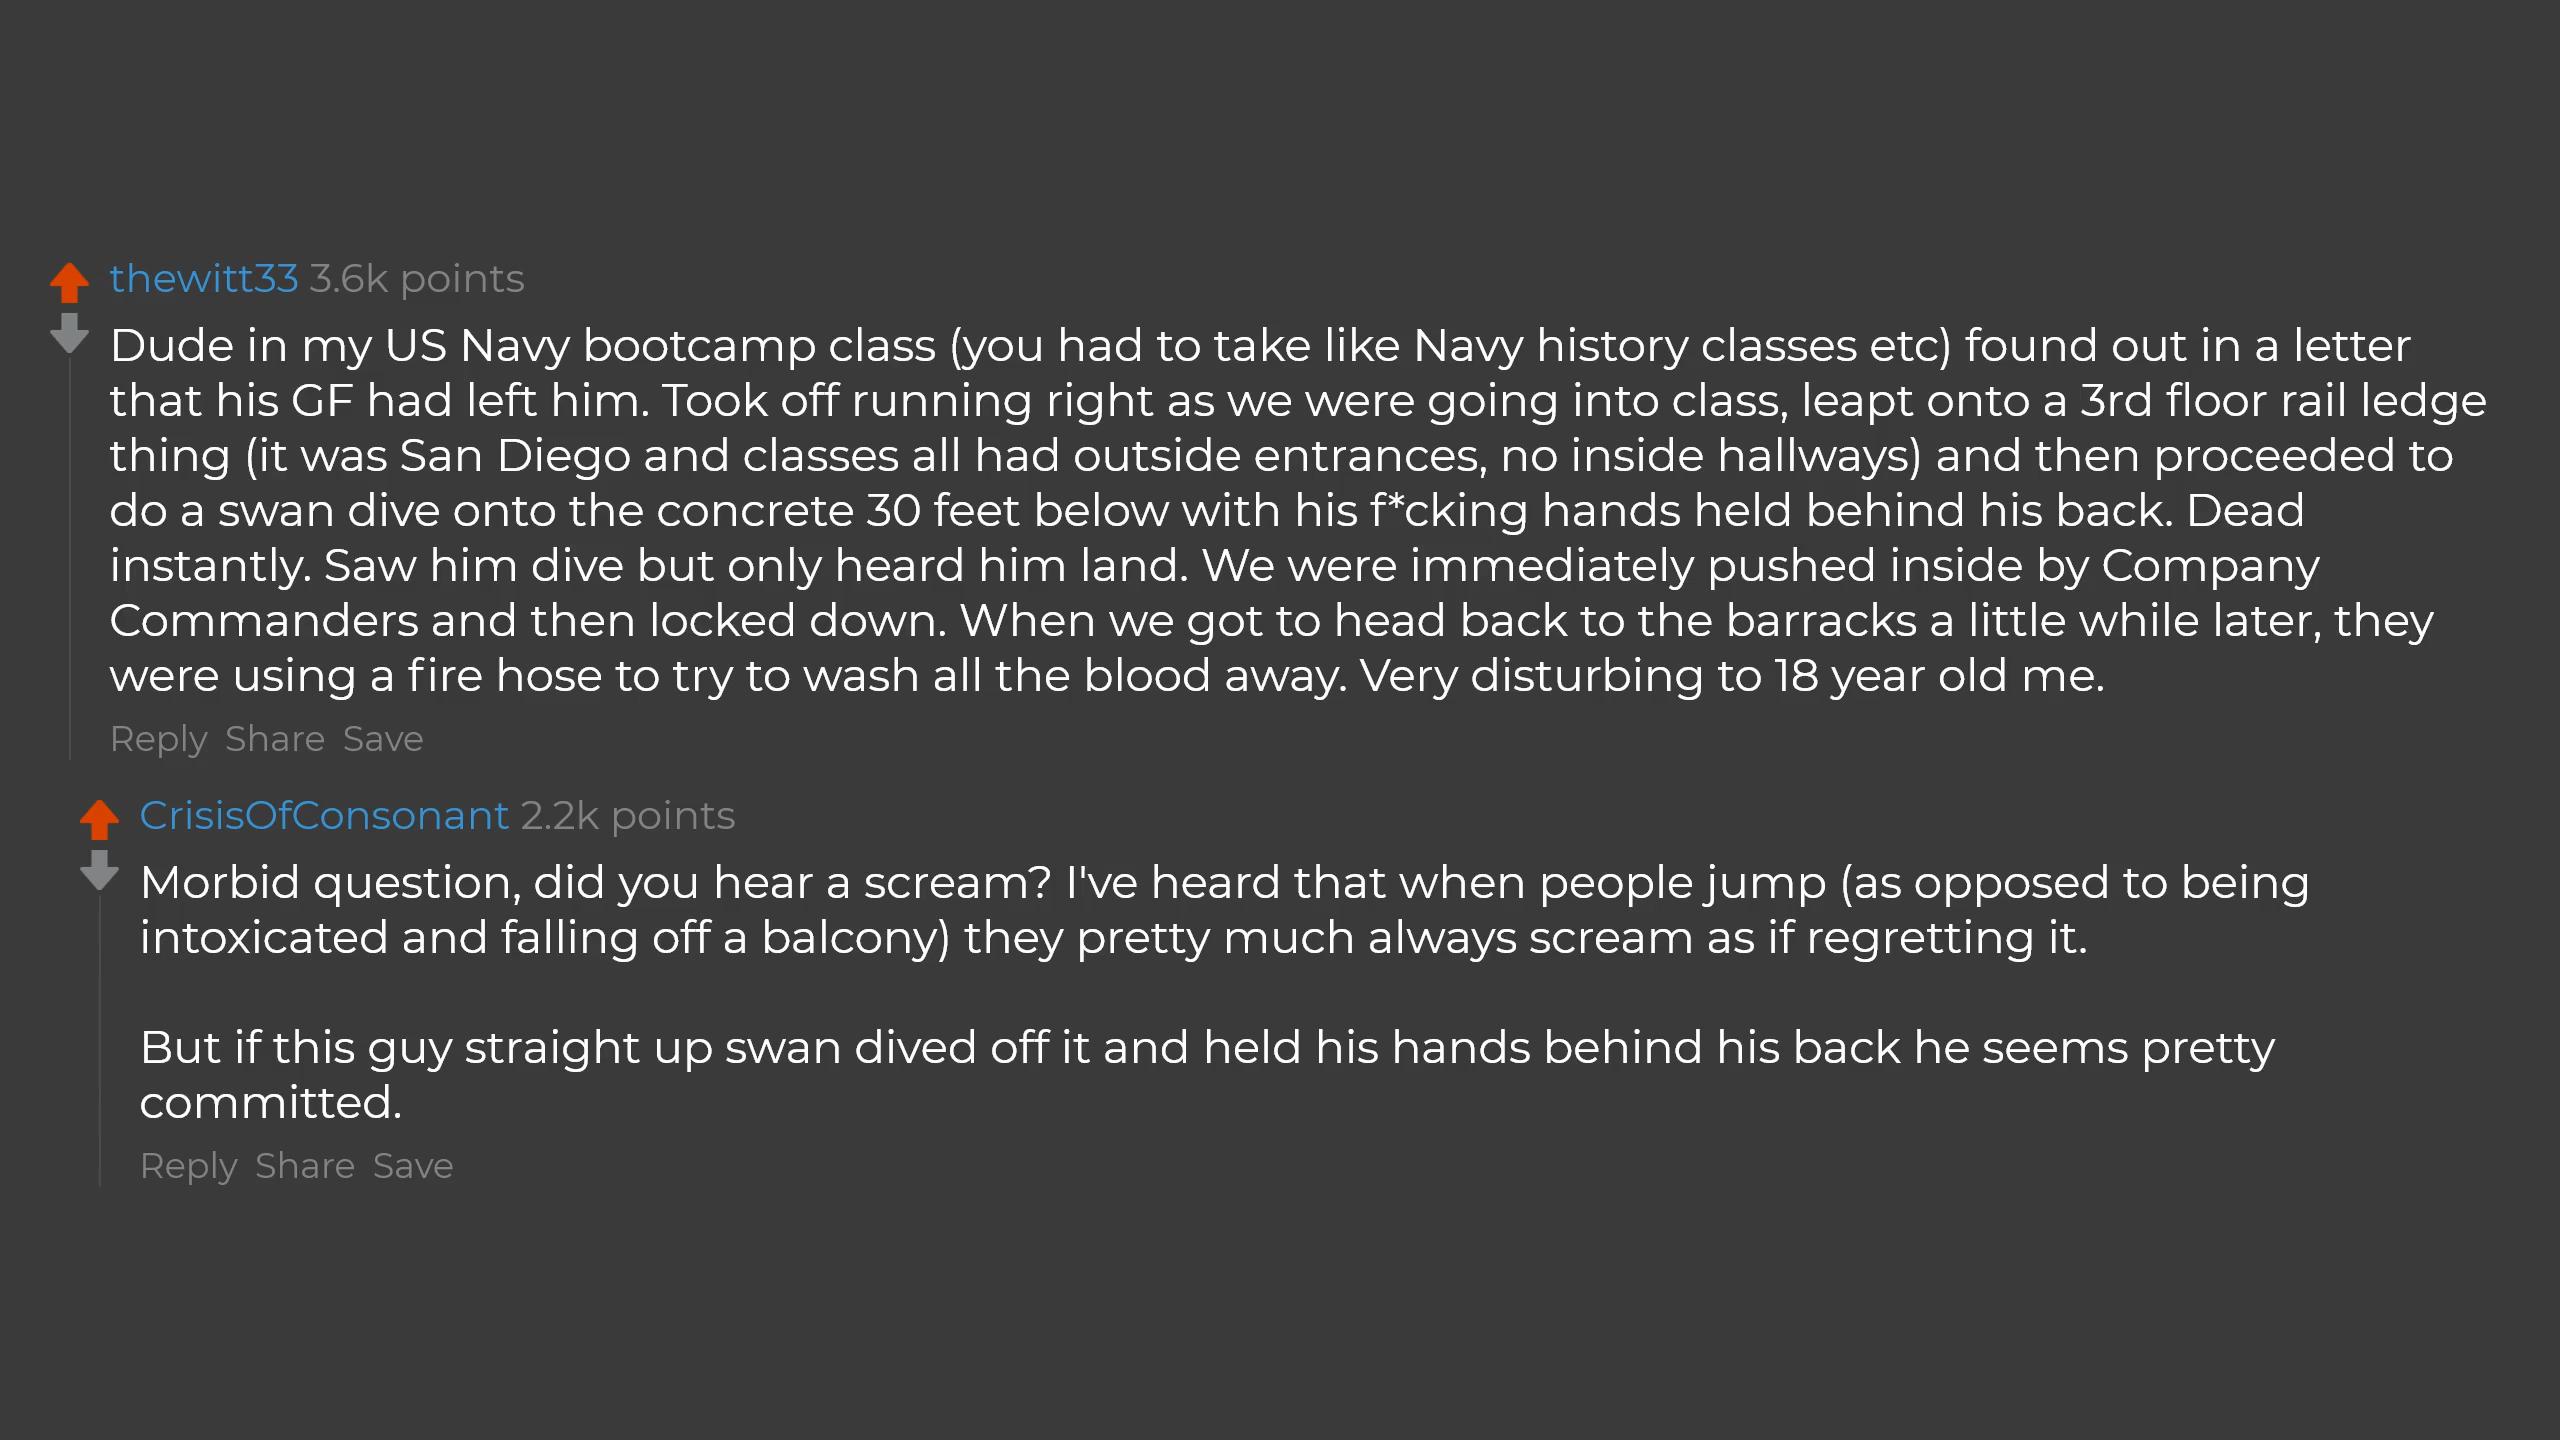 thewitt33 3.6k points
Dude in my US Navy bootcamp class (you had to take like Navy history classes etc) found out in a letter
that his GF had left him. Took off running right as we were going into class, leapt onto a 3rd floor rail ledge
thing (it was San Diego and classes all had outside entrances, no inside hallways) and then proceeded to
do a swan dive onto the concrete 30 feet below with his f*cking hands held behind his back. Dead
instantly. Saw him dive but only heard him land. We were immediately pushed inside by Company
Commanders and then locked down. When we got to head back to the barracks a little while later, they
were using a fire hose to try to wash all the blood away. Very disturbing to 18 year old me.
Reply Share Save
CrisisOfConsonant 2.2k points
Morbid question, did you hear a scream? I've heard that when people jump (as opposed to being
intoxicated and falling off a balcony) they pretty much always scream as if regretting it.
But if this guy straight up swan dived off it and held his hands behind his back he seems pretty
committed.
Reply Share Save